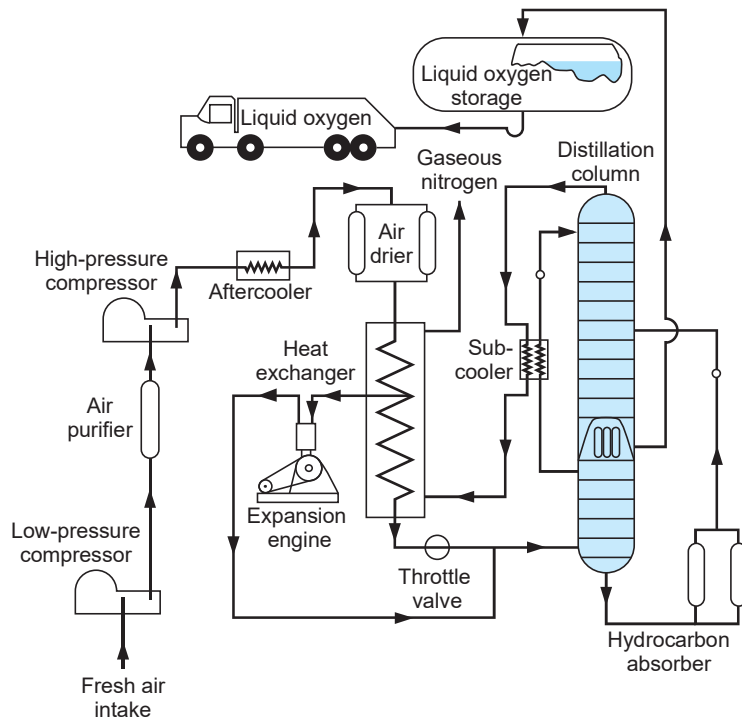 Liquid oxygen
storage
Liquid oxygen
Gaseous
nitrogen
Distillation
column
Air
drier
High-pressure
compressor
Aftercooler
Heat
exchanger
Sub-
cooler
Air
purifier
Expansion
engine
Low-pressure
compressor
Throttle
valve
Hydrocarbon
absorber
Fresh air
intake